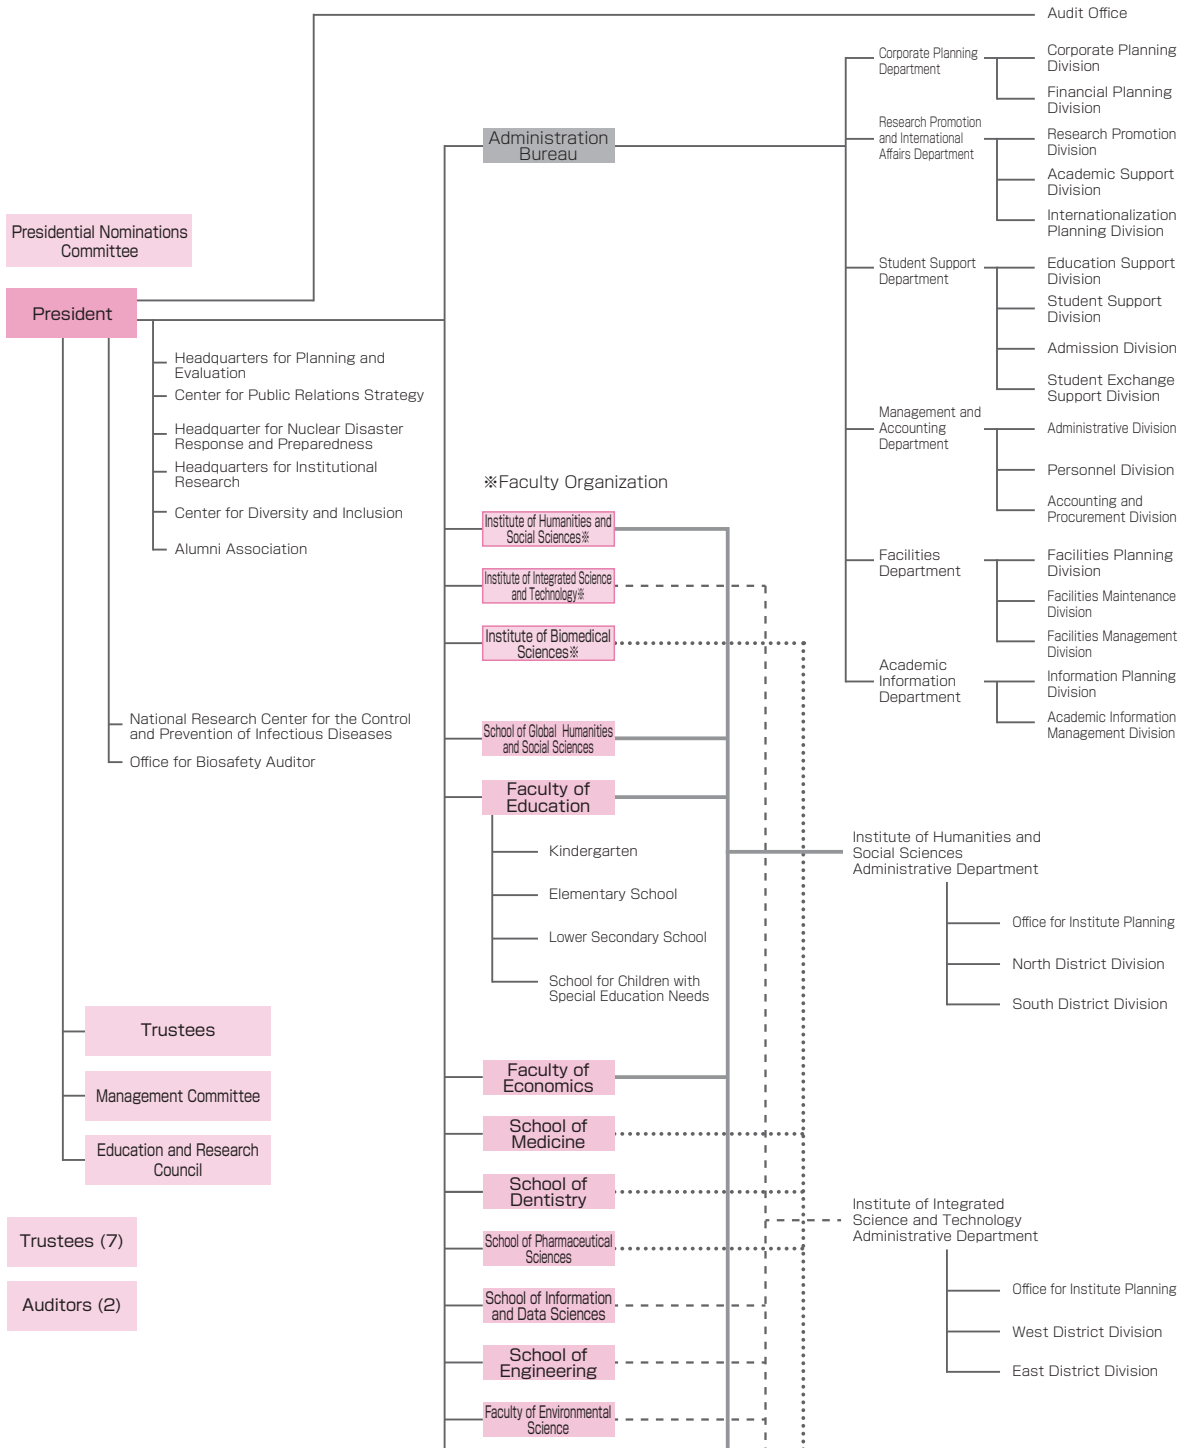 Audit Office
Corporate Planning
Department
Corporate Planning
Division
Financial Planning
Division
Administration
Bureau
Research Promotion
and International
Affairs Department
Research Promotion
Division
Academic Support
Division
Internationalization
Planning Division
Student Support
Department
Education Support
Division
Student Support
Division
Admission Division
Student Exchange
Support Division
Management and
Accounting
Department
Administrative Division
Personnel Division
Accounting and
Procurement Division
Facilities
Department
Facilities Planning
Division
Facilities Maintenance
Division
Facilities Management
Division
Academic
Information
Department
Information Planning
Division
Academic Information
Management Division
Presidential Nominations
Committee
President
Headquarters for Planning and
Evaluation
Center for Public Relations Strategy
Headquarter for Nuclear Disaster
Response and Preparedness
Headquarters for Institutional
Research
Center for Diversity and Inclusion
Alumni Association
National Research Center for the Control
and Prevention of Infectious Diseases
Office for Biosafety Auditor
Trustees
Management Committee
Education and Research
Council
Trustees (7)
Auditors (2)
※Faculty Organization
Institute of Humanities and
Social Sciences※
Institute of Integrated Science
and Technology※
Institute of Biomedical
Sciences※
School of Global Humanities
and Social Sciences
Faculty of
Education
Kindergarten
Elementary School
Lower Secondary School
School for Children with
Special Education Needs
Faculty of
Economics
School of
Medicine
School of
Dentistry
School of Pharmaceutical
Sciences
School of Information
and Data Sciences
School of
Engineering
Faculty of Environmental
Science
Institute of Humanities and
Social Sciences
Administrative Department
Office for Institute Planning
North District Division
South District Division
Institute of Integrated
Science and Technology
Administrative Department
Office for Institute Planning
West District Division
East District Division